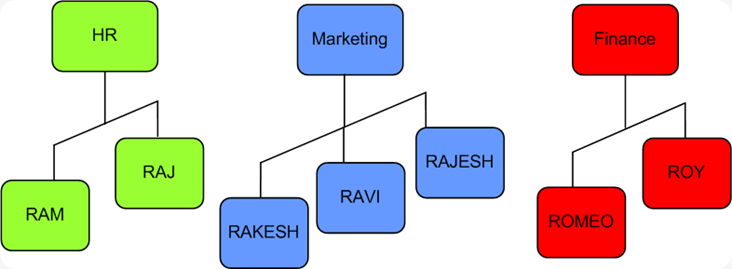 HR
Marketing
Finance
RAM
RAJ
RAKESH
RAVI
RAJESH
ROMEO
ROY